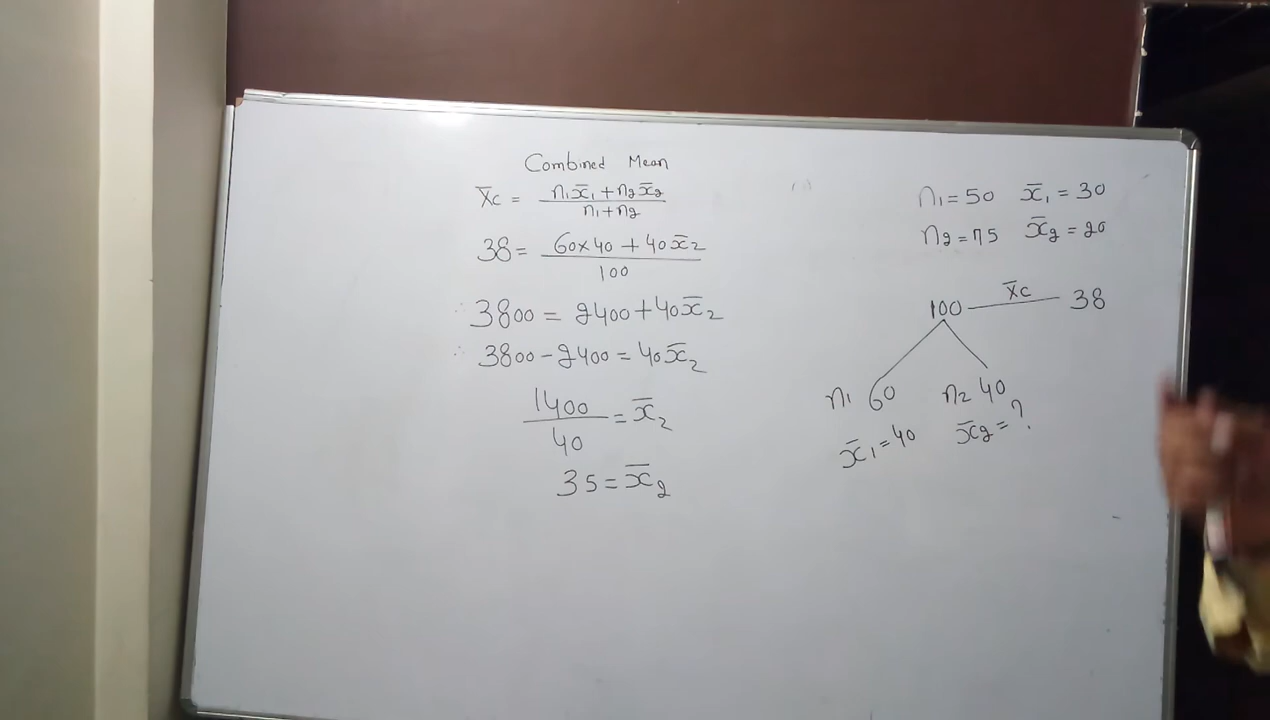 Combined Mean
X̄c = n1x̄1 + n2x̄2 / n1 + n2
38 = 60×40 + 40x̄2 / 100
∴ 3800 = 2400 + 40x̄2
∴ 3800 - 2400 = 40x̄2
1400 / 40 = x̄2
35 = x̄2
n1 = 50 x̄1 = 30
n2 = 75 x̄2 = 20
100 X̄c 38
n1 60 n2 40
x̄1 = 40 x̄2 = ?